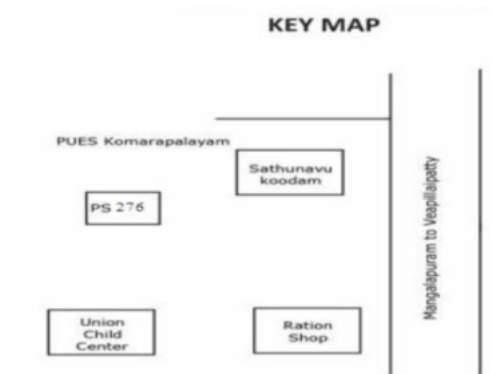 KEY MAP
PUES Komarapalayam
Sathunavu
koodam
PS 276
Mangalapuram to Veapillaipatty
Union
Child
Center
Ration
Shop